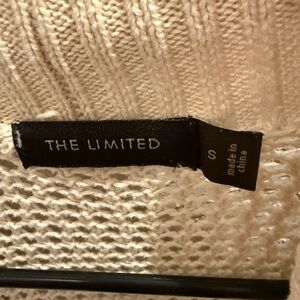 THE LIMITED
S
made in
china